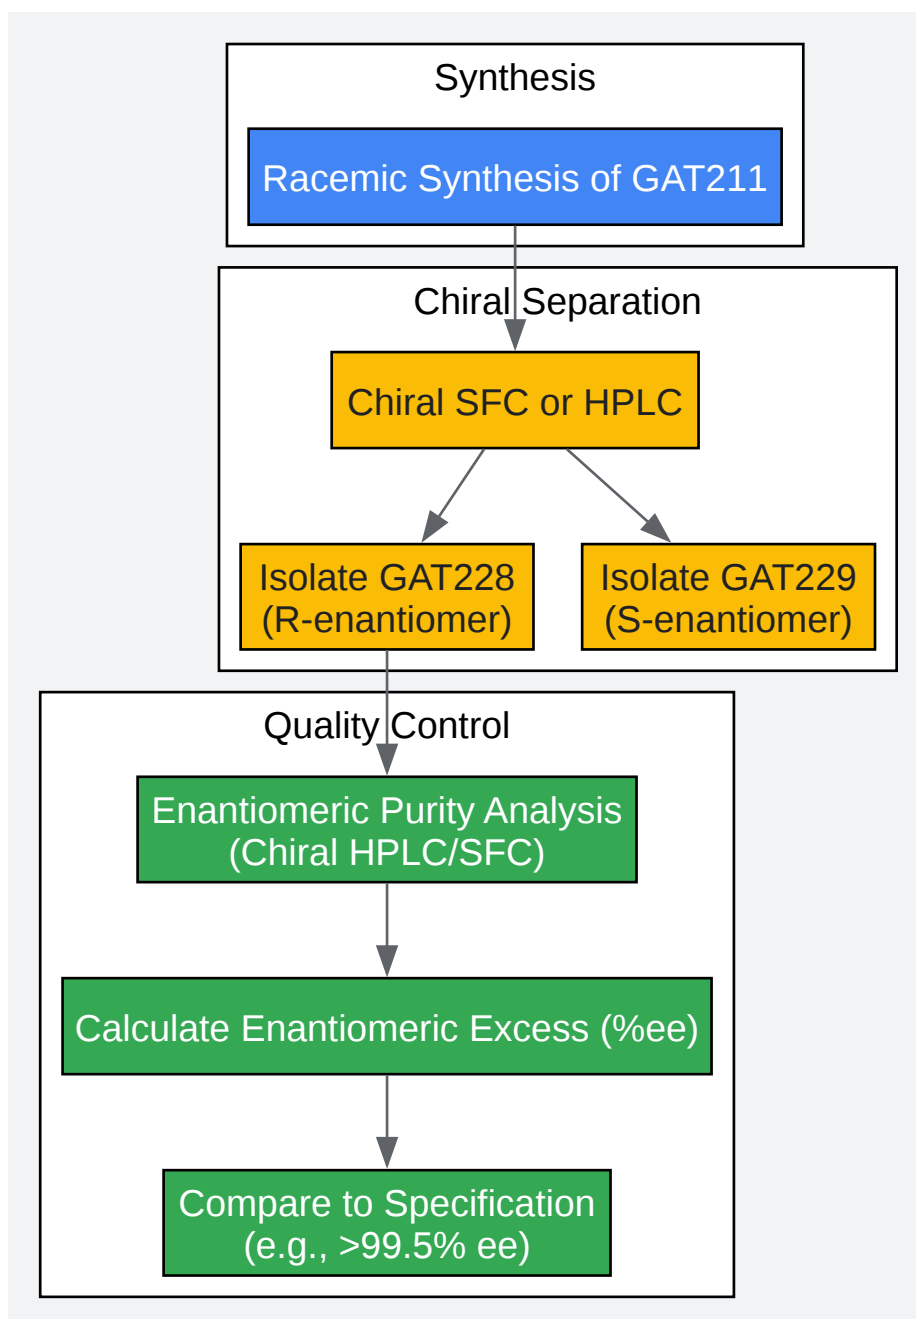 Synthesis
Racemic Synthesis of GAT211
Chiral Separation
Chiral SFC or HPLC
Isolate GAT228
(R-enantiomer)
Isolate GAT229
(S-enantiomer)
Quality Control
Enantiomeric Purity Analysis
(Chiral HPLC/SFC)
Calculate Enantiomeric Excess (%ee)
Compare to Specification
(e.g., >99.5% ee)